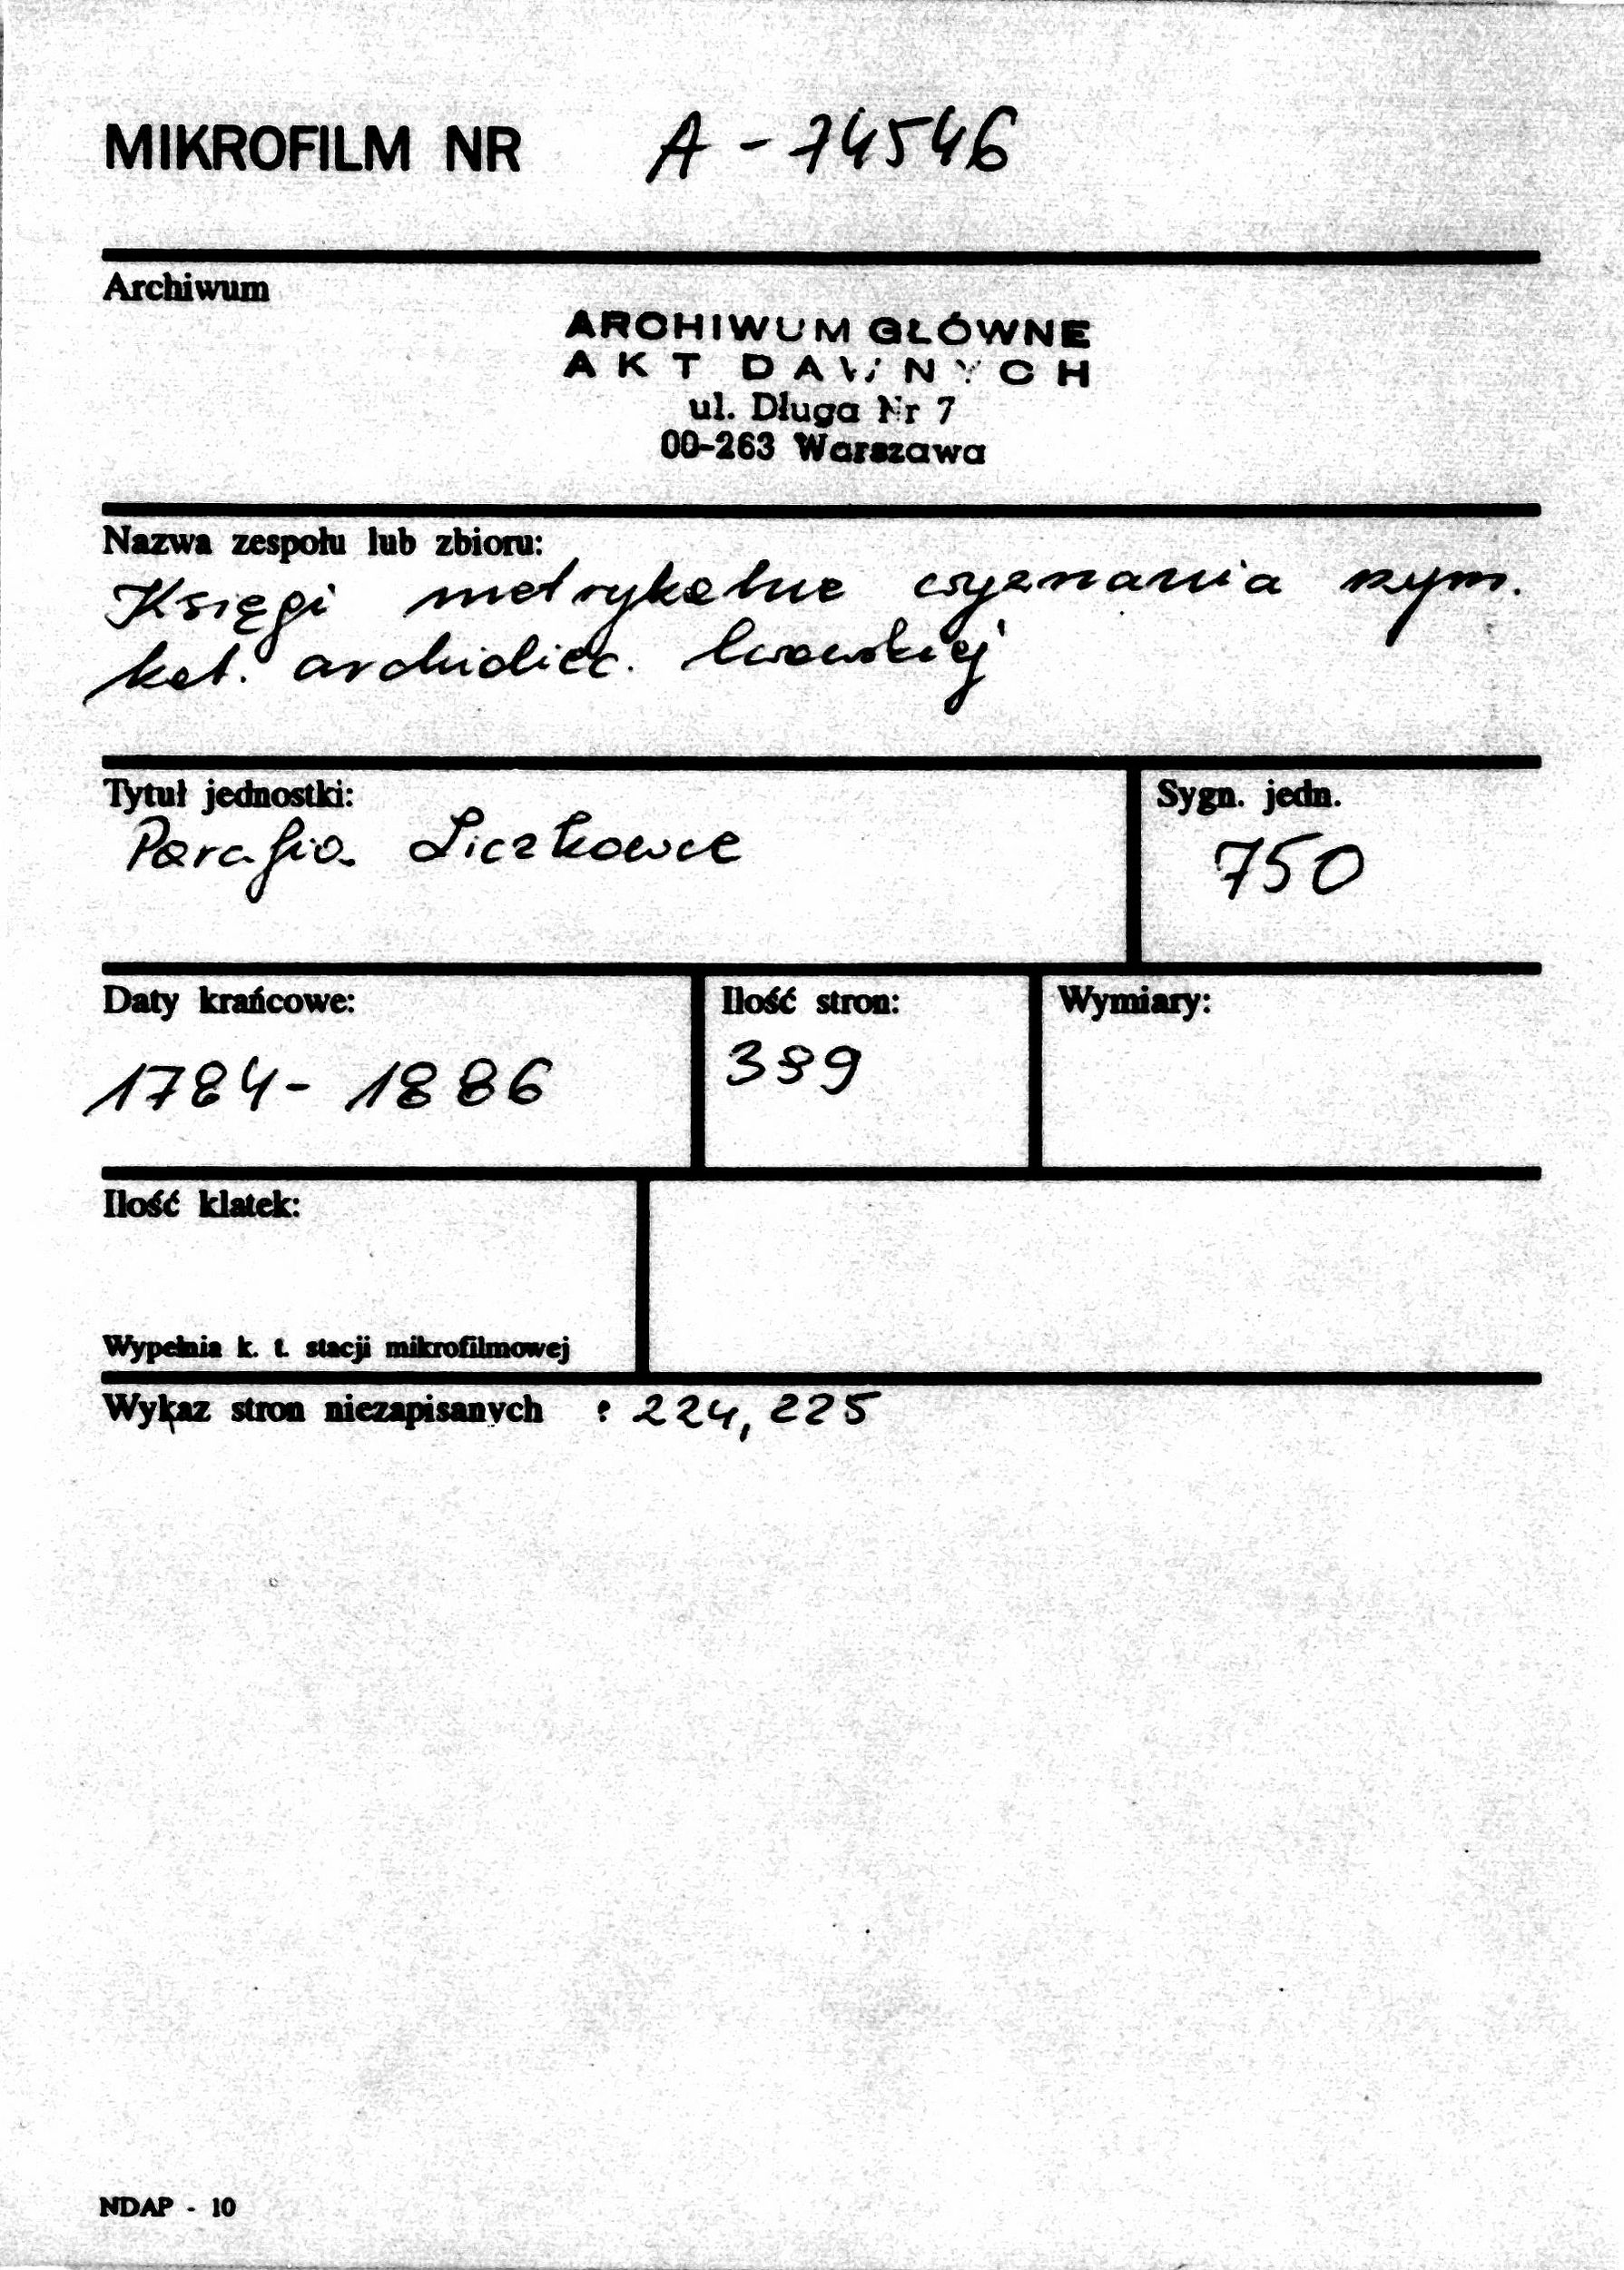 MIKROFILM NR A - 74546
Archiwum
ARCHIWUM GŁÓWNE
AKT DAWNYCH
ul. Długa Nr 7
00-263 Warszawa
Nazwa zespołu lub zbioru:
Księgi metrykalne wyznania rzym.
kat. archidiec. lwowskiej
Tytuł jednostki:
Parafia Liczkowce
Sygn. jedn.
750
Daty krańcowe:
1784 - 1886
Ilość stron:
389
Wymiary:
Ilość klatek:
Wypełnia k. t. stacji mikrofilmowej
Wykaz stron niezapisanych : 224, 225
NDAP - 10